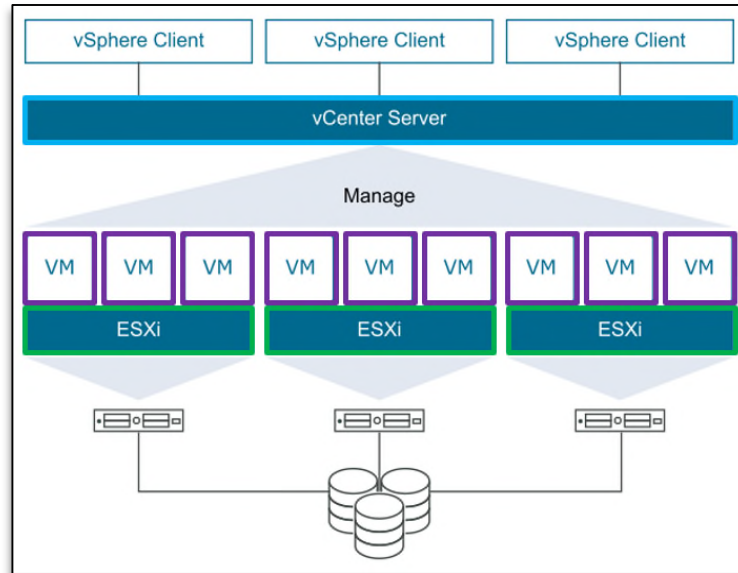 vSphere Client vSphere Client vSphere Client
vCenter Server
Manage
VM VM VM VM VM VM VM VM VM
ESXi ESXi ESXi